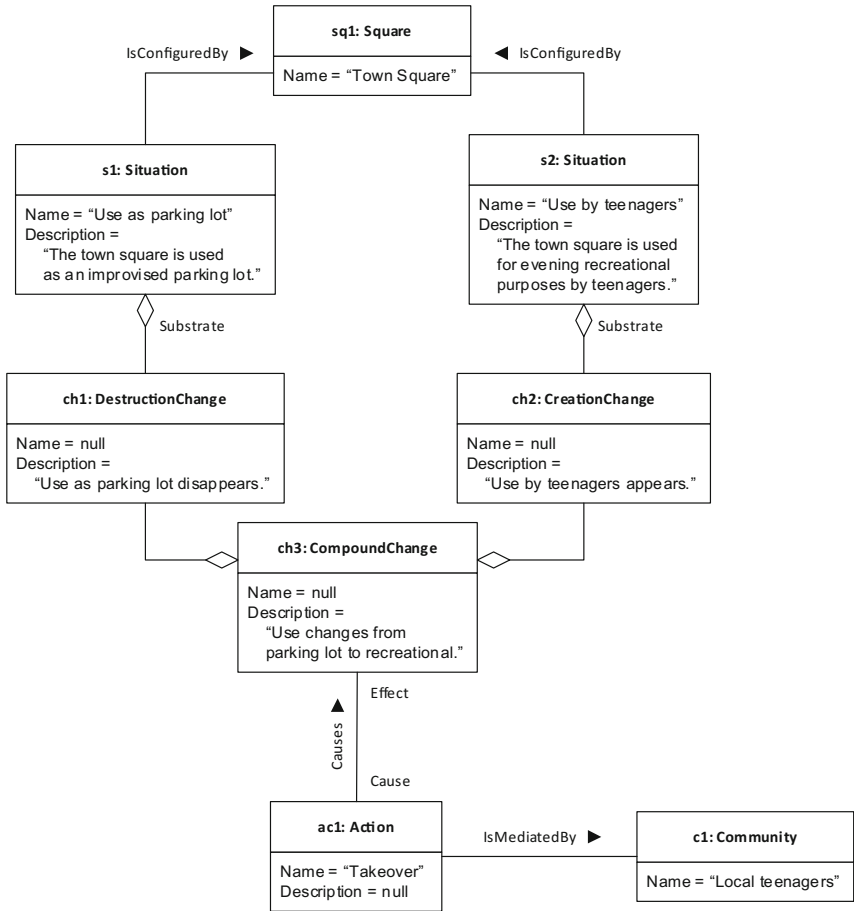 sq1: Square
IsConfiguredBy ►
◄ IsConfiguredBy
Name = “Town Square”
s1: Situation
Name = “Use as parking lot”
Description =
“The town square is used
as an improvised parking lot.”
s2: Situation
Name = “Use by teenagers”
Description =
“The town square is used
for evening recreational
purposes by teenagers.”
Substrate
Substrate
ch1: DestructionChange
Name = null
Description =
“Use as parking lot disappears.”
ch2: CreationChange
Name = null
Description =
“Use by teenagers appears.”
ch3: CompoundChange
Name = null
Description =
“Use changes from
parking lot to recreational.”
Effect
Causes ►
Cause
ac1: Action
Name = “Takeover”
Description = null
IsMediatedBy ►
c1: Community
Name = “Local teenagers”